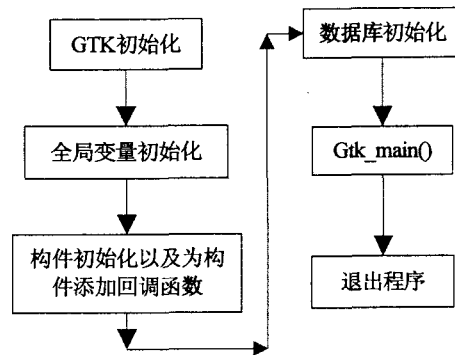 GTK初始化
全局变量初始化
构件初始化以及为构
件添加回调函数
数据库初始化
Gtk_main()
退出程序